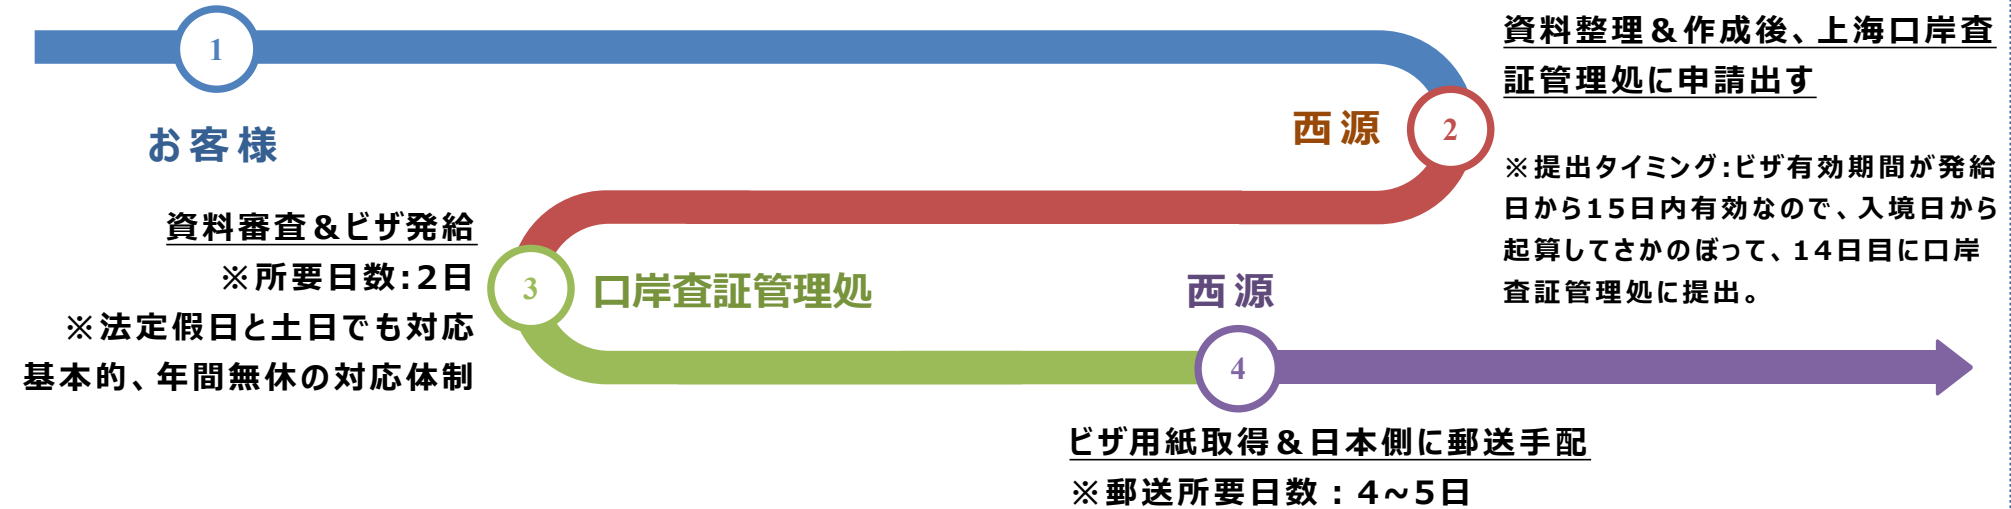 1
お客様
西源
2
資料整理＆作成後、上海口岸査
証管理処に申請出す
※提出タイミング:ビザ有効期間が発給
日から15日内有効なので、入境日から
起算してさかのぼって、14日目に口岸
査証管理処に提出。
資料審査＆ビザ発給
※所要日数:2日
※法定假日と土日でも対応
基本的、年間無休の対応体制
3
口岸査証管理処
西源
4
ビザ用紙取得＆日本側に郵送手配
※郵送所要日数：4~5日